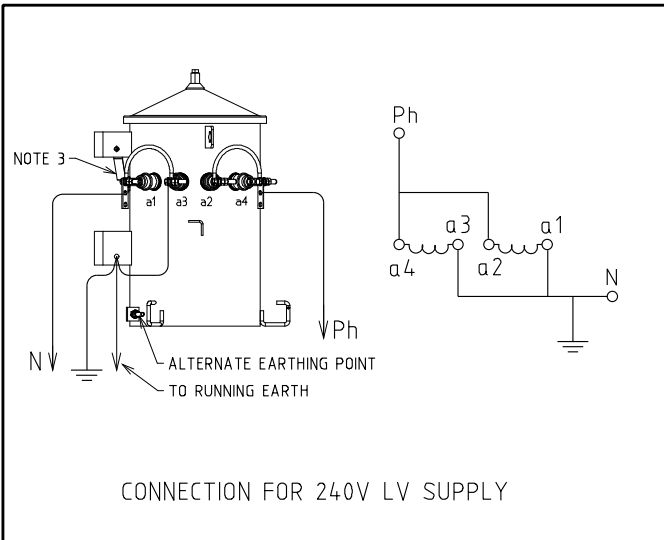 NOTE 3
a1 a3 a2 a4
N
Ph
ALTERNATE EARTHING POINT
TO RUNNING EARTH
Ph
a3 a1
a4 a2
N
CONNECTION FOR 240V LV SUPPLY